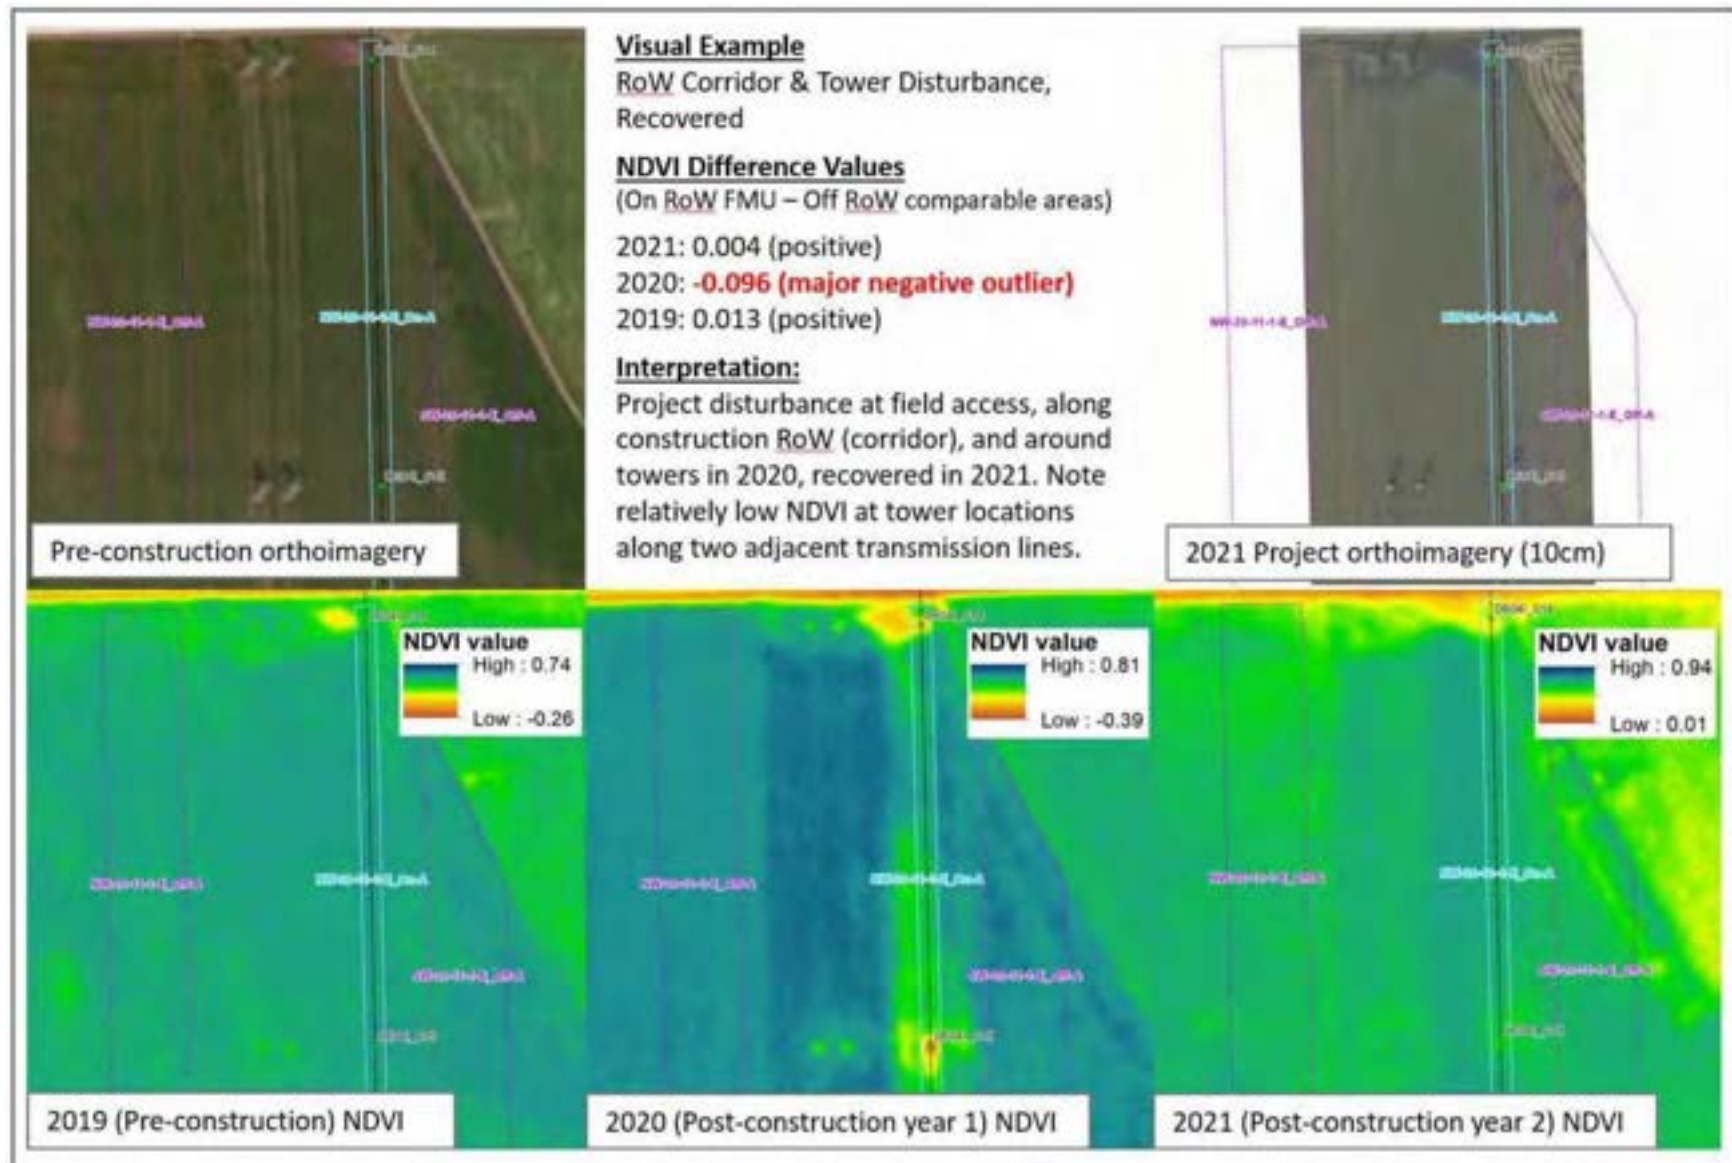 Visual Example
RoW Corridor & Tower Disturbance,
Recovered
NDVI Difference Values
(On RoW FMU – Off RoW comparable areas)
2021: 0.004 (positive)
2020: -0.096 (major negative outlier)
2019: 0.013 (positive)
Interpretation:
Project disturbance at field access, along
construction RoW (corridor), and around
towers in 2020, recovered in 2021. Note
relatively low NDVI at tower locations
along two adjacent transmission lines.
Pre-construction orthoimagery
2021 Project orthoimagery (10cm)
NDVI value
High : 0.74
Low : -0.26
2019 (Pre-construction) NDVI
NDVI value
High : 0.81
Low : -0.39
2020 (Post-construction year 1) NDVI
NDVI value
High : 0.94
Low : 0.01
2021 (Post-construction year 2) NDVI